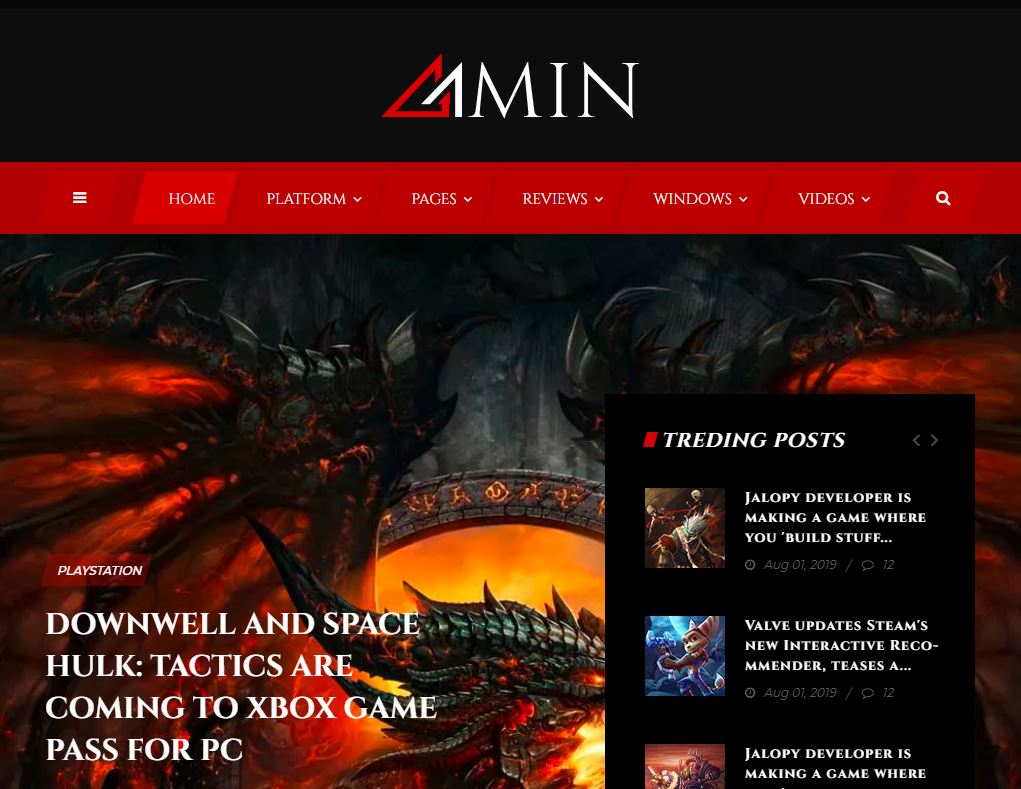 GAMIN
HOME PLATFORM PAGES REVIEWS WINDOWS VIDEOS
PLAYSTATION
DOWNWELL AND SPACE
HULK: TACTICS ARE
COMING TO XBOX GAME
PASS FOR PC
TREDING POSTS
JALOPY DEVELOPER IS
MAKING A GAME WHERE
YOU 'BUILD STUFF...
Aug 01, 2019 / 12
VALVE UPDATES STEAM'S
NEW INTERACTIVE RECO-
MMENDER, TEASES A...
Aug 01, 2019 / 12
JALOPY DEVELOPER IS
MAKING A GAME WHERE